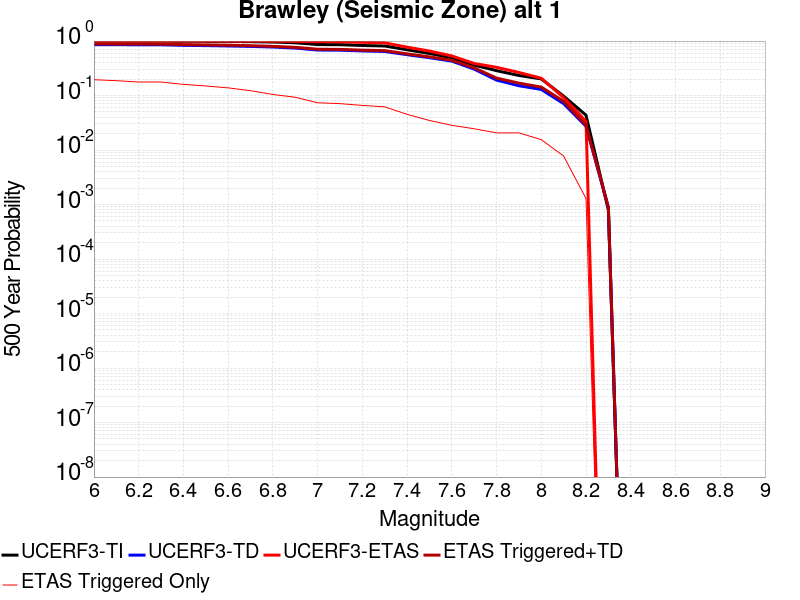 Brawley (Seismic Zone) alt 1
500 Year Probability
10^0
10^-1
10^-2
10^-3
10^-4
10^-5
10^-6
10^-7
10^-8
6 6.2 6.4 6.6 6.8 7 7.2 7.4 7.6 7.8 8 8.2 8.4 8.6 8.8 9
Magnitude
UCERF3-TI UCERF3-TD UCERF3-ETAS ETAS Triggered+TD
ETAS Triggered Only